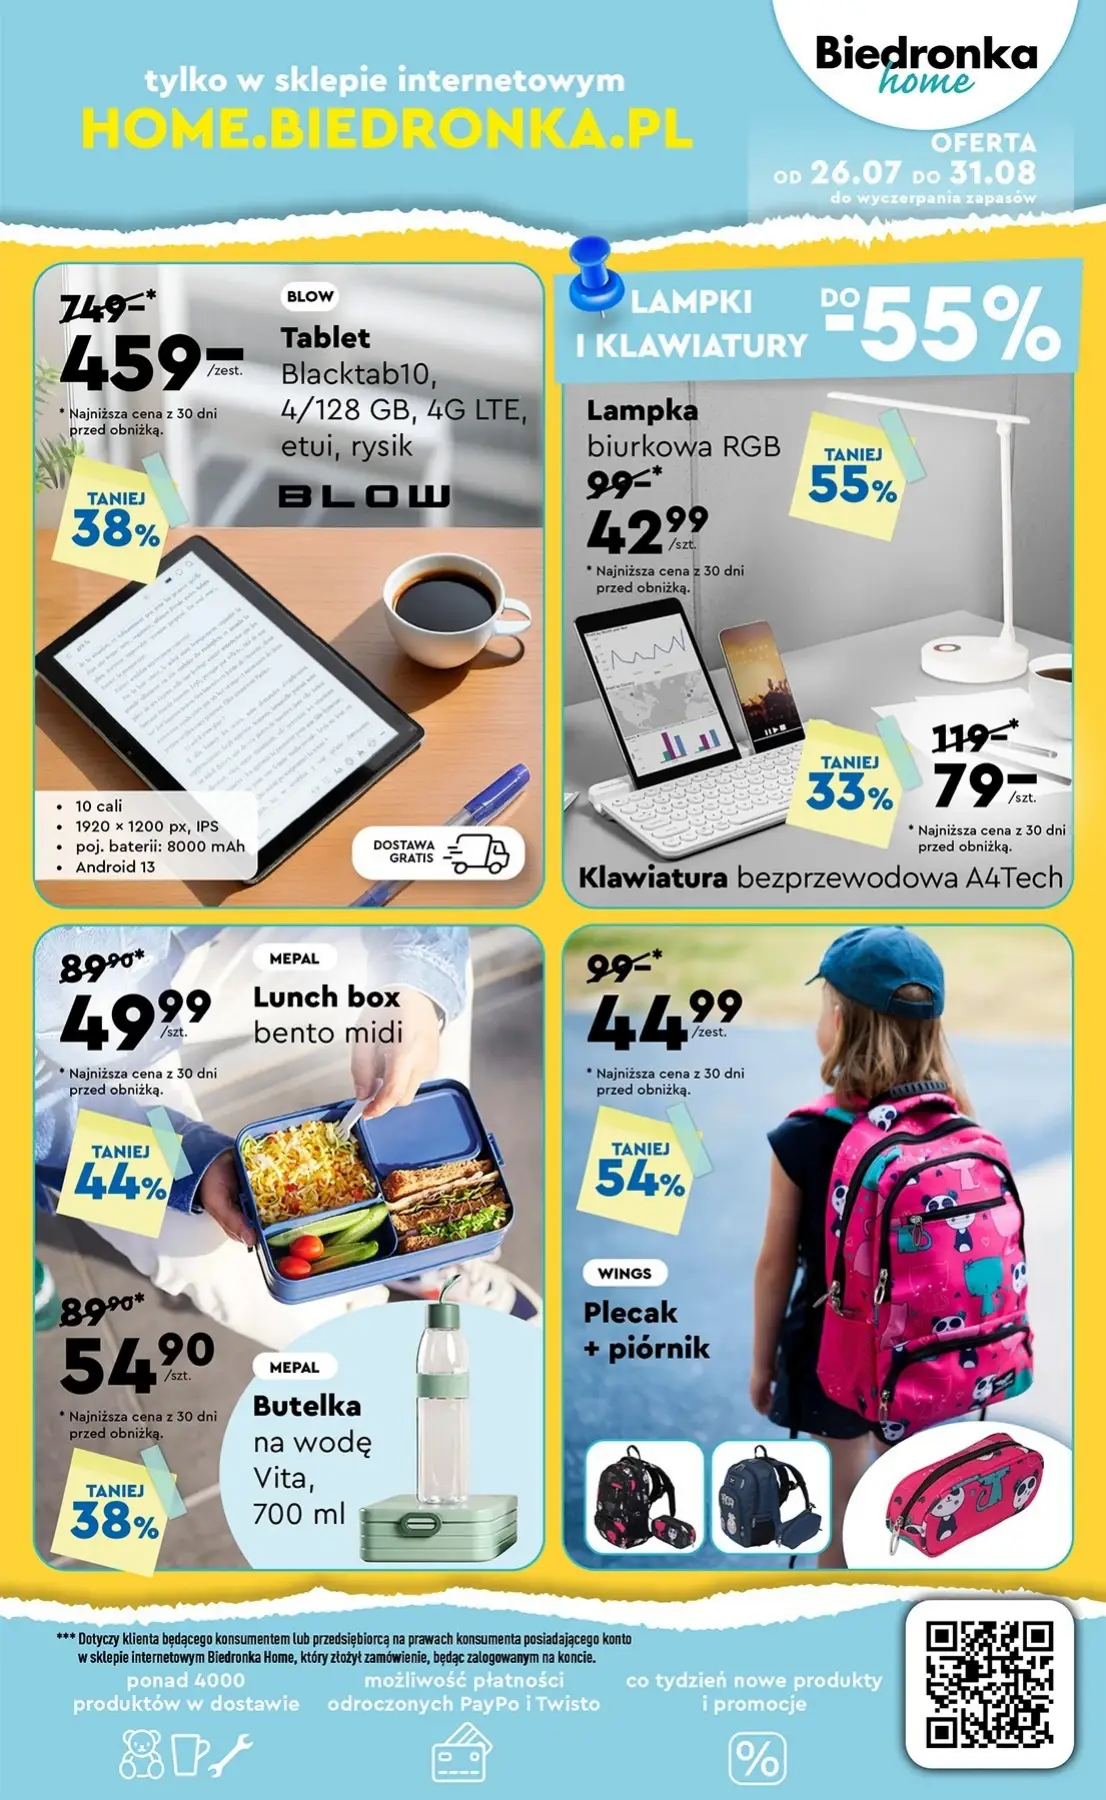 Biedronka
home
tylko w sklepie internetowym
HOME.BIEDRONKA.PL
OFERTA
OD 26.07 DO 31.08
do wyczerpania zapasów
749-*
459-
/zest.
* Najniższa cena z 30 dni
przed obniżką.
BLOW
Tablet
Blacktab10,
4/128 GB, 4G LTE,
etui, rysik
BLOW
TANIEJ
38%
• 10 cali
• 1920 × 1200 px, IPS
• poj. baterii: 8000 mAh
• Android 13
DOSTAWA
GRATIS
LAMPKI
I KLAWIATURY
DO
-55%
Lampka
biurkowa RGB
99-*
42 99
/szt.
* Najniższa cena z 30 dni
przed obniżką.
TANIEJ
55%
TANIEJ
33%
119-*
79-
/szt.
* Najniższa cena z 30 dni
przed obniżką.
Klawiatura bezprzewodowa A4Tech
89 90*
49 99
/szt.
* Najniższa cena z 30 dni
przed obniżką.
MEPAL
Lunch box
bento midi
TANIEJ
44%
89 90*
54 90
/szt.
* Najniższa cena z 30 dni
przed obniżką.
MEPAL
Butelka
na wodę
Vita,
700 ml
TANIEJ
38%
99-*
44 99
/zest.
* Najniższa cena z 30 dni
przed obniżką.
TANIEJ
54%
WINGS
Plecak
+ piórnik
*** Dotyczy klienta będącego konsumentem lub przedsiębiorcą na prawach konsumenta posiadającego konto
w sklepie internetowym Biedronka Home, który złożył zamówienie, będąc zalogowanym na koncie.
ponad 4000
produktów w dostawie
możliwość płatności
odroczonych PayPo i Twisto
co tydzień nowe produkty
i promocje
%